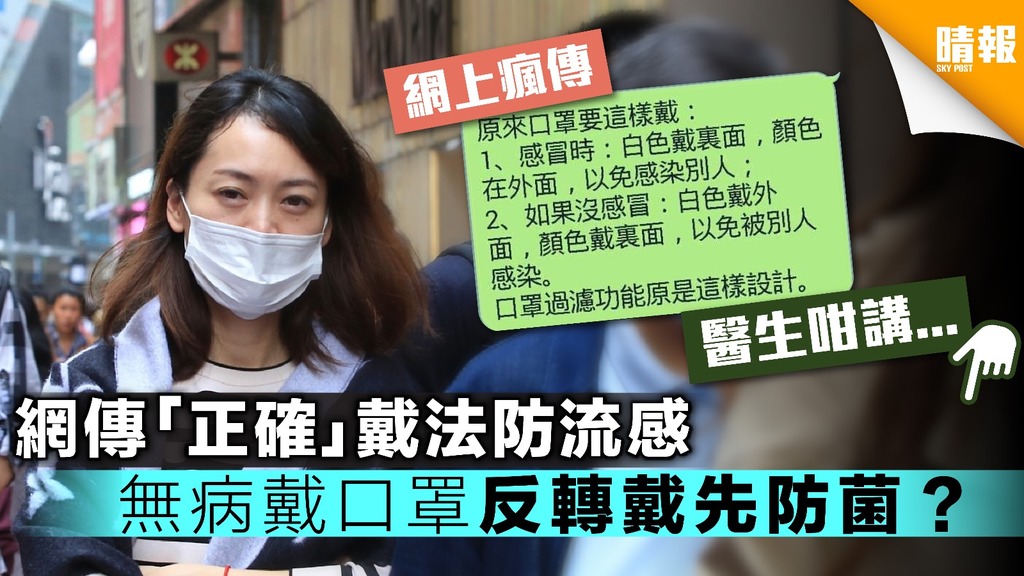 晴報
SKY POST
網上瘋傳
原來口罩要這樣戴：
1、感冒時：白色戴裏面，顏色
在外面，以免感染別人；
2、如果沒感冒：白色戴外
面，顏色戴裏面，以免被別人
感染。
口罩過濾功能原是這樣設計。
醫生咁講...
網傳「正確」戴法防流感
無病戴口罩反轉戴先防菌？